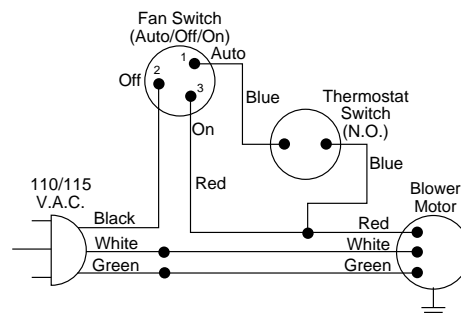 Fan Switch
(Auto/Off/On)
1
Auto
2
Off
3
On
Blue
Thermostat
Switch
(N.O.)
Blue
Red
110/115
V.A.C.
Blower
Motor
Black
Red
White
White
Green
Green